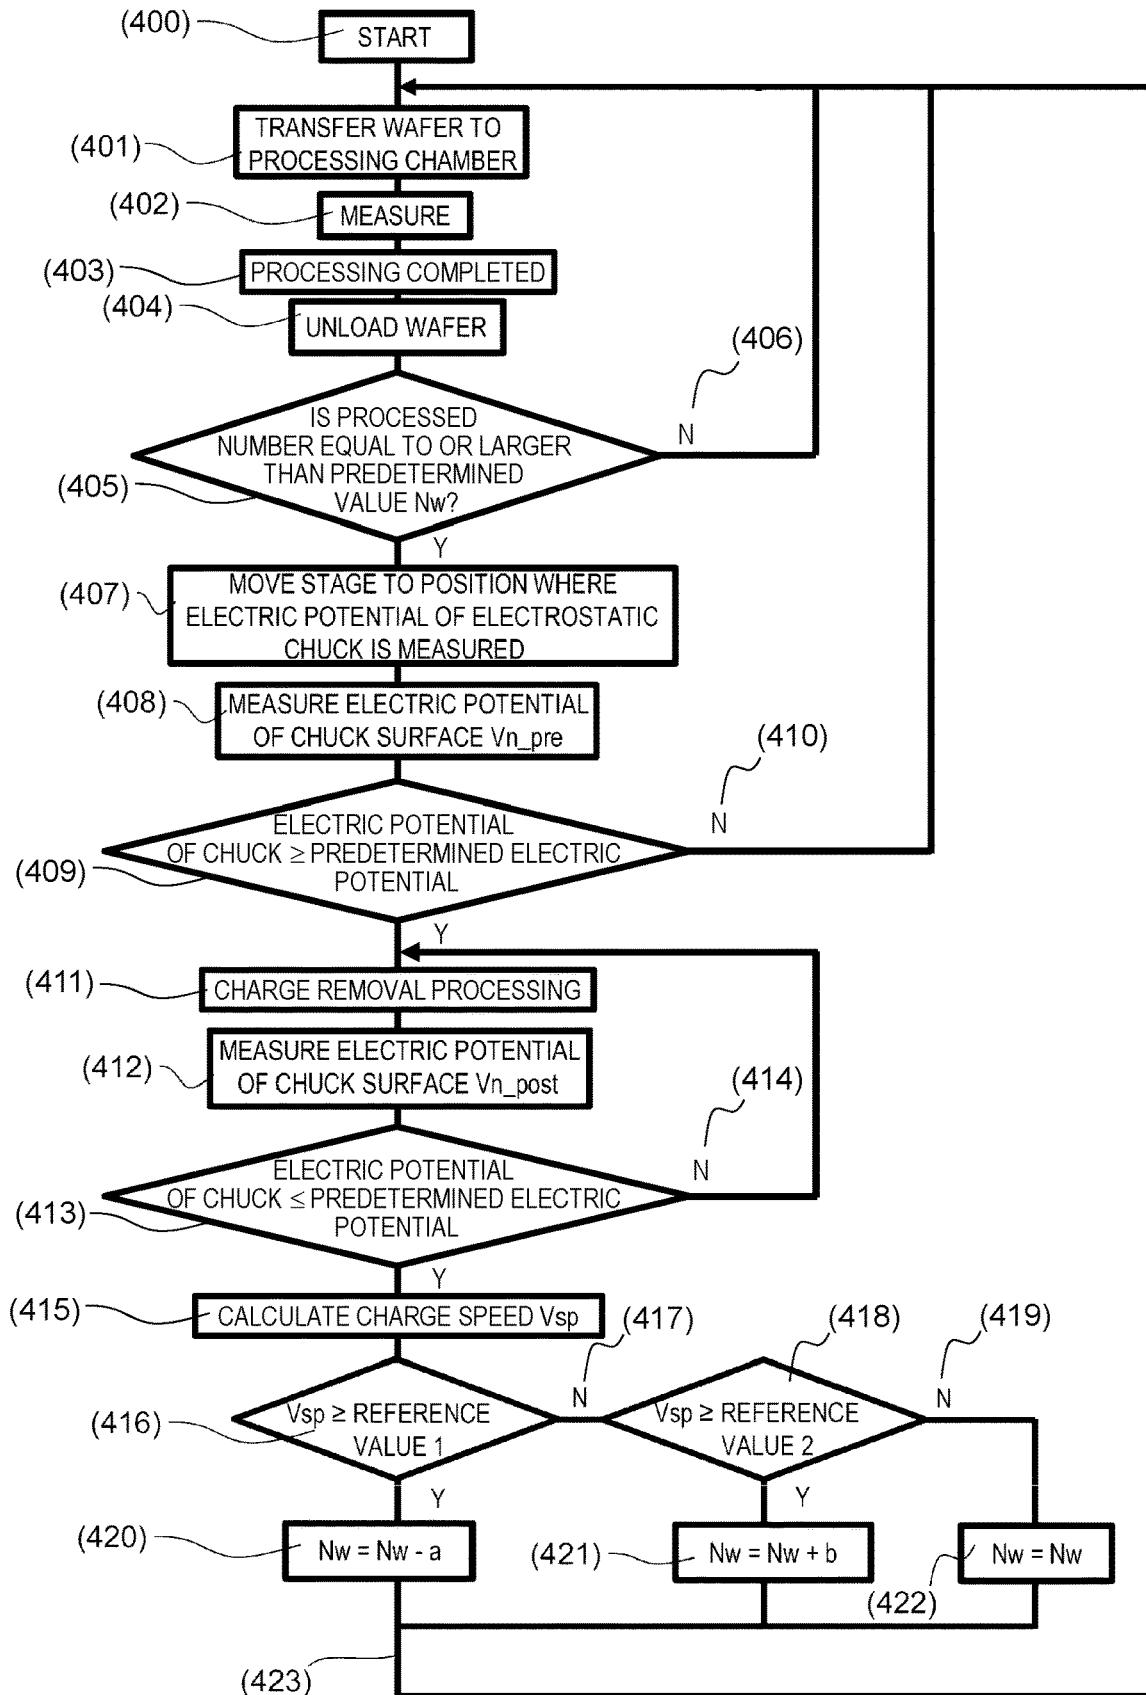 (400)
START
(401)
TRANSFER WAFER TO
PROCESSING CHAMBER
(402)
MEASURE
(403)
PROCESSING COMPLETED
(404)
UNLOAD WAFER
(405)
IS PROCESSED
NUMBER EQUAL TO OR LARGER
THAN PREDETERMINED
VALUE Nw?
(406)
N
Y
(407)
MOVE STAGE TO POSITION WHERE
ELECTRIC POTENTIAL OF ELECTROSTATIC
CHUCK IS MEASURED
(408)
MEASURE ELECTRIC POTENTIAL
OF CHUCK SURFACE Vn_pre
(409)
ELECTRIC POTENTIAL
OF CHUCK ≥ PREDETERMINED ELECTRIC
POTENTIAL
(410)
N
Y
(411)
CHARGE REMOVAL PROCESSING
(412)
MEASURE ELECTRIC POTENTIAL
OF CHUCK SURFACE Vn_post
(413)
ELECTRIC POTENTIAL
OF CHUCK ≤ PREDETERMINED ELECTRIC
POTENTIAL
(414)
N
Y
(415)
CALCULATE CHARGE SPEED Vsp
(416)
Vsp ≥ REFERENCE
VALUE 1
(417)
N
(418)
Vsp ≥ REFERENCE
VALUE 2
(419)
N
Y
Y
(420)
Nw = Nw - a
(421)
Nw = Nw + b
(422)
Nw = Nw
(423)